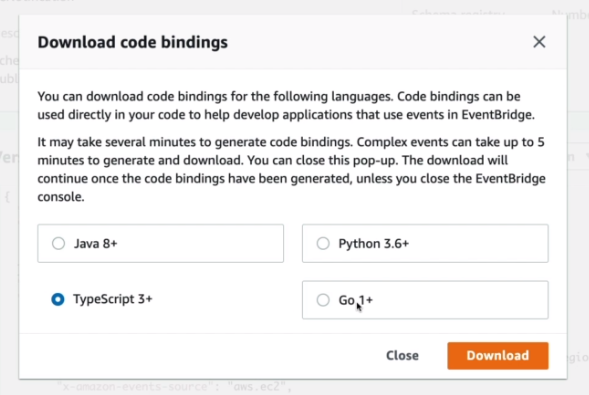 Download code bindings
You can download code bindings for the following languages. Code bindings can be
used directly in your code to help develop applications that use events in EventBridge.
It may take several minutes to generate code bindings. Complex events can take up to 5
minutes to generate and download. You can close this pop-up. The download will
continue once the code bindings have been generated, unless you close the EventBridge
console.
Java 8+
Python 3.6+
TypeScript 3+
Go 1+
Close
Download
"x-amazon-events-source": "aws.ec2",